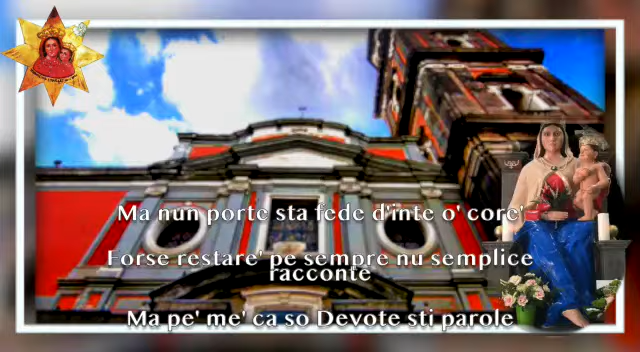 Ma nun porte sta fede d'inte o' core'
Forse restare' pe sempre nu semplice
racconte
Ma pe' me' ca so Devote sti parole